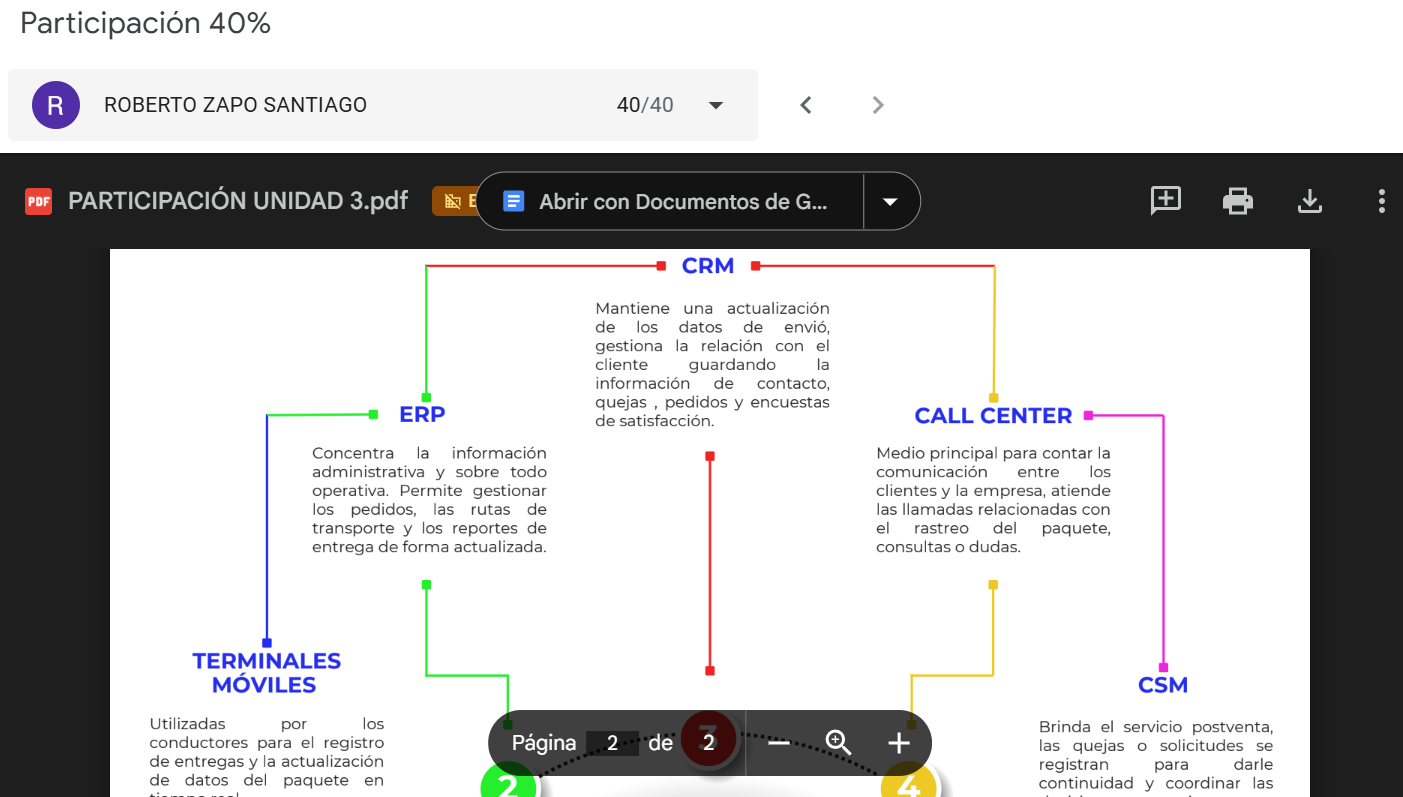 Participación 40%
R
ROBERTO ZAPO SANTIAGO
40/40
PDF
PARTICIPACIÓN UNIDAD 3.pdf
E
Abrir con Documentos de G...
CRM
Mantiene una actualización
de los datos de envió,
gestiona la relación con el
cliente guardando la
información de contacto,
quejas , pedidos y encuestas
de satisfacción.
ERP
Concentra la información
administrativa y sobre todo
operativa. Permite gestionar
los pedidos, las rutas de
transporte y los reportes de
entrega de forma actualizada.
CALL CENTER
Medio principal para contar la
comunicación entre los
clientes y la empresa, atiende
las llamadas relacionadas con
el rastreo del paquete,
consultas o dudas.
TERMINALES
MÓVILES
Utilizadas por los
conductores para el registro
de entregas y la actualización
de datos del paquete en
tiempo real.
CSM
Brinda el servicio postventa,
las quejas o solicitudes se
registran para darle
continuidad y coordinar las
3
Página 2 de 2
2
4